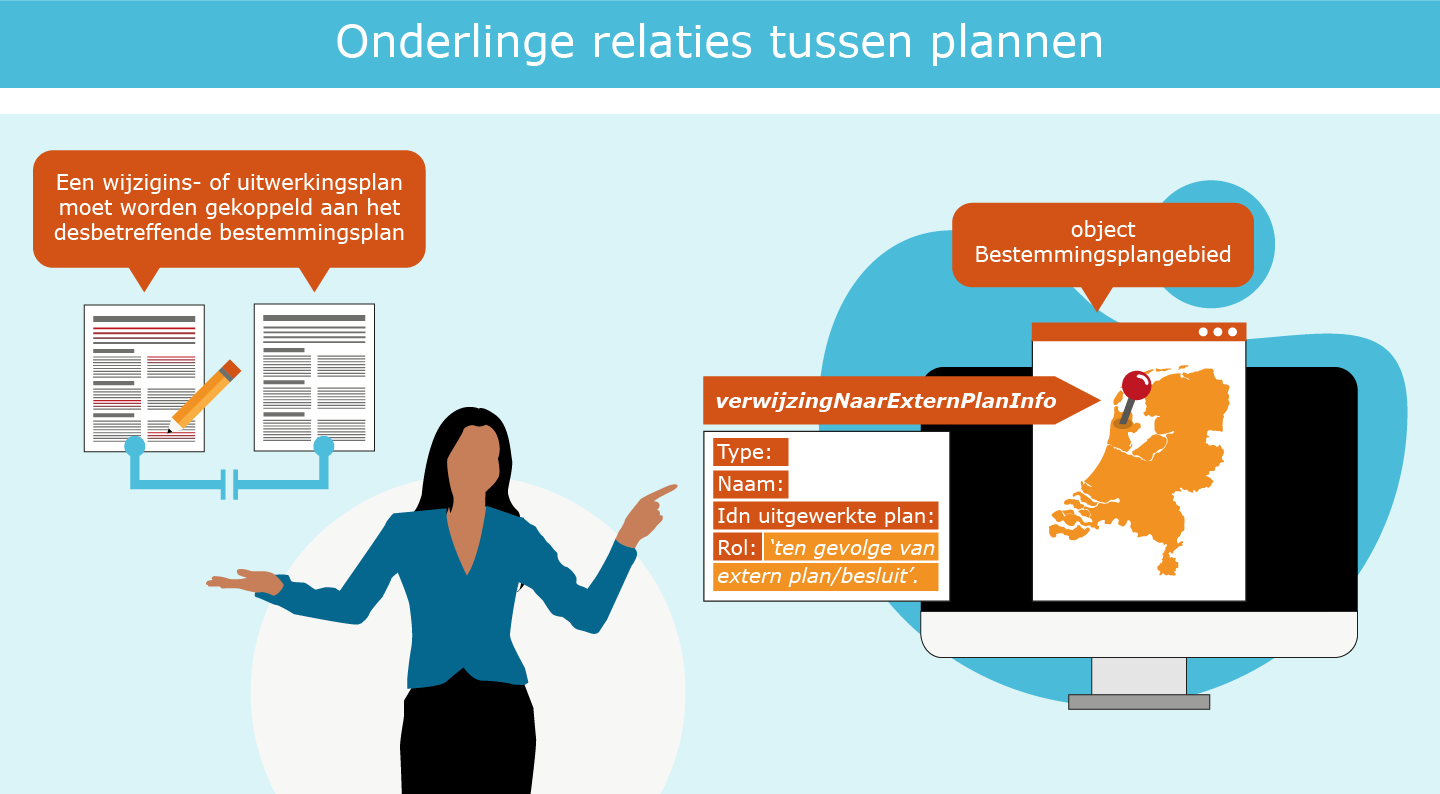 Onderlinge relaties tussen plannen
Een wijzigins- of uitwerkingsplan
moet worden gekoppeld aan het
desbetreffende bestemmingsplan
object
Bestemmingsplangebied
verwijzingNaarExternPlanInfo
Type:
Naam:
Idn uitgewerkte plan:
Rol: ‘ten gevolge van
extern plan/besluit’.